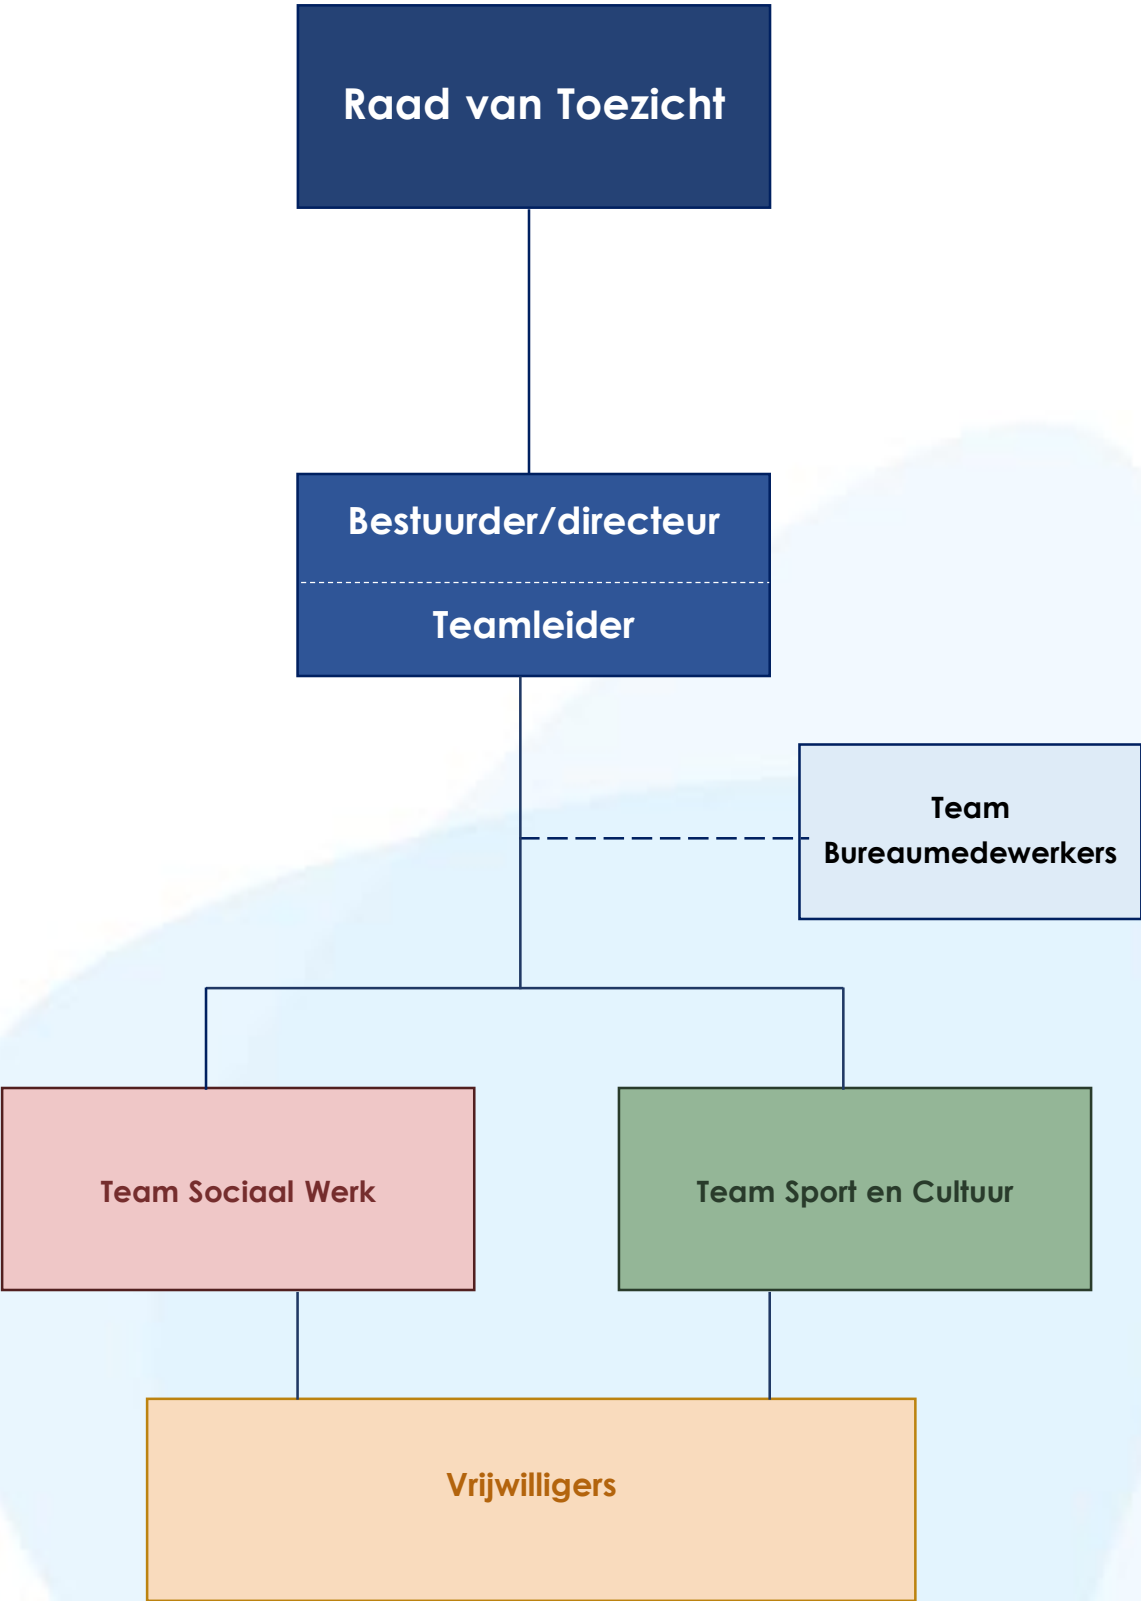 Raad van Toezicht
Bestuurder/directeur
Teamleider
Team
Bureaumedewerkers
Team Sociaal Werk
Team Sport en Cultuur
Vrijwilligers